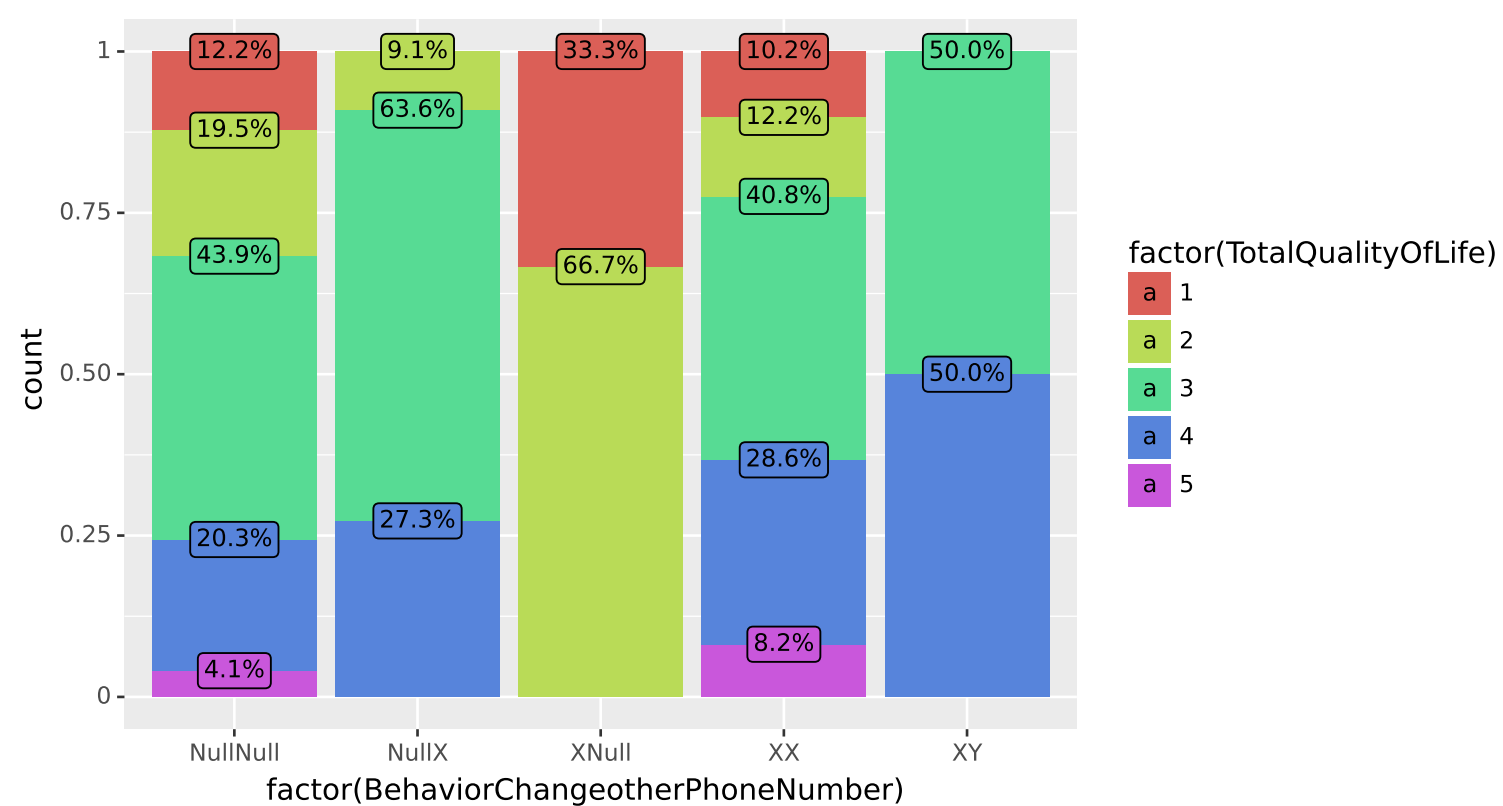 1
0.75
0.50
0.25
0
count
12.2%
19.5%
43.9%
20.3%
4.1%
9.1%
63.6%
27.3%
33.3%
66.7%
10.2%
12.2%
40.8%
28.6%
8.2%
50.0%
50.0%
NullNull NullX XNull XX XY
factor(BehaviorChangeotherPhoneNumber)
factor(TotalQualityOfLife)
a 1
a 2
a 3
a 4
a 5